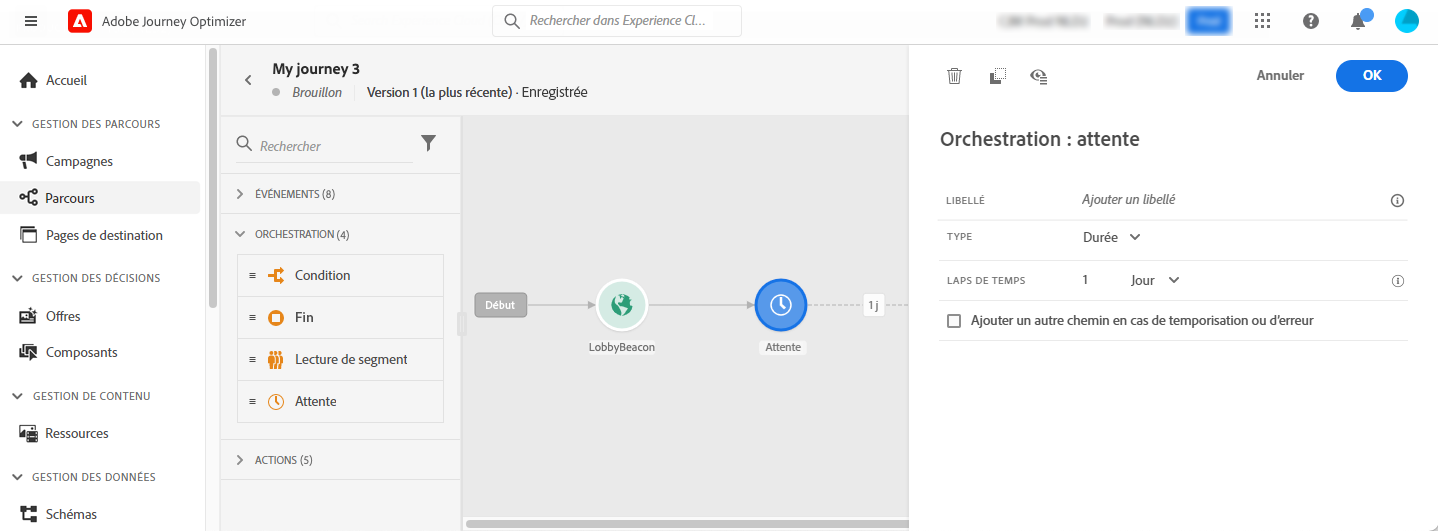 Adobe Journey Optimizer
Rechercher dans Experience Cl...
Accueil
GESTION DES PARCOURS
Campagnes
Parcours
Pages de destination
GESTION DES DÉCISIONS
Offres
Composants
GESTION DE CONTENU
Ressources
GESTION DES DONNÉES
Schémas
My journey 3
Brouillon
Version 1 (la plus récente) · Enregistrée
Rechercher
ÉVÉNEMENTS (8)
ORCHESTRATION (4)
Condition
Fin
Lecture de segment
Attente
ACTIONS (5)
Début
LobbyBeacon
Attente
1 j
Annuler
OK
Orchestration : attente
LIBELLÉ Ajouter un libellé
TYPE Durée
LAPS DE TEMPS 1 Jour
Ajouter un autre chemin en cas de temporisation ou d'erreur